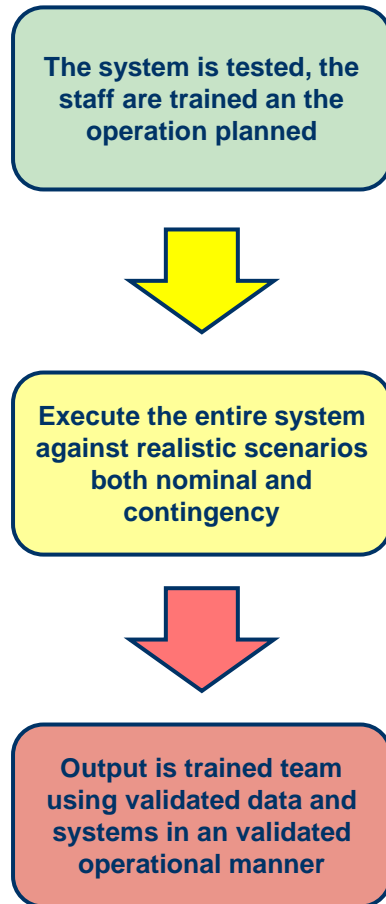 The system is tested, the
staff are trained an the
operation planned
Execute the entire system
against realistic scenarios
both nominal and
contingency
Output is trained team
using validated data and
systems in an validated
operational manner